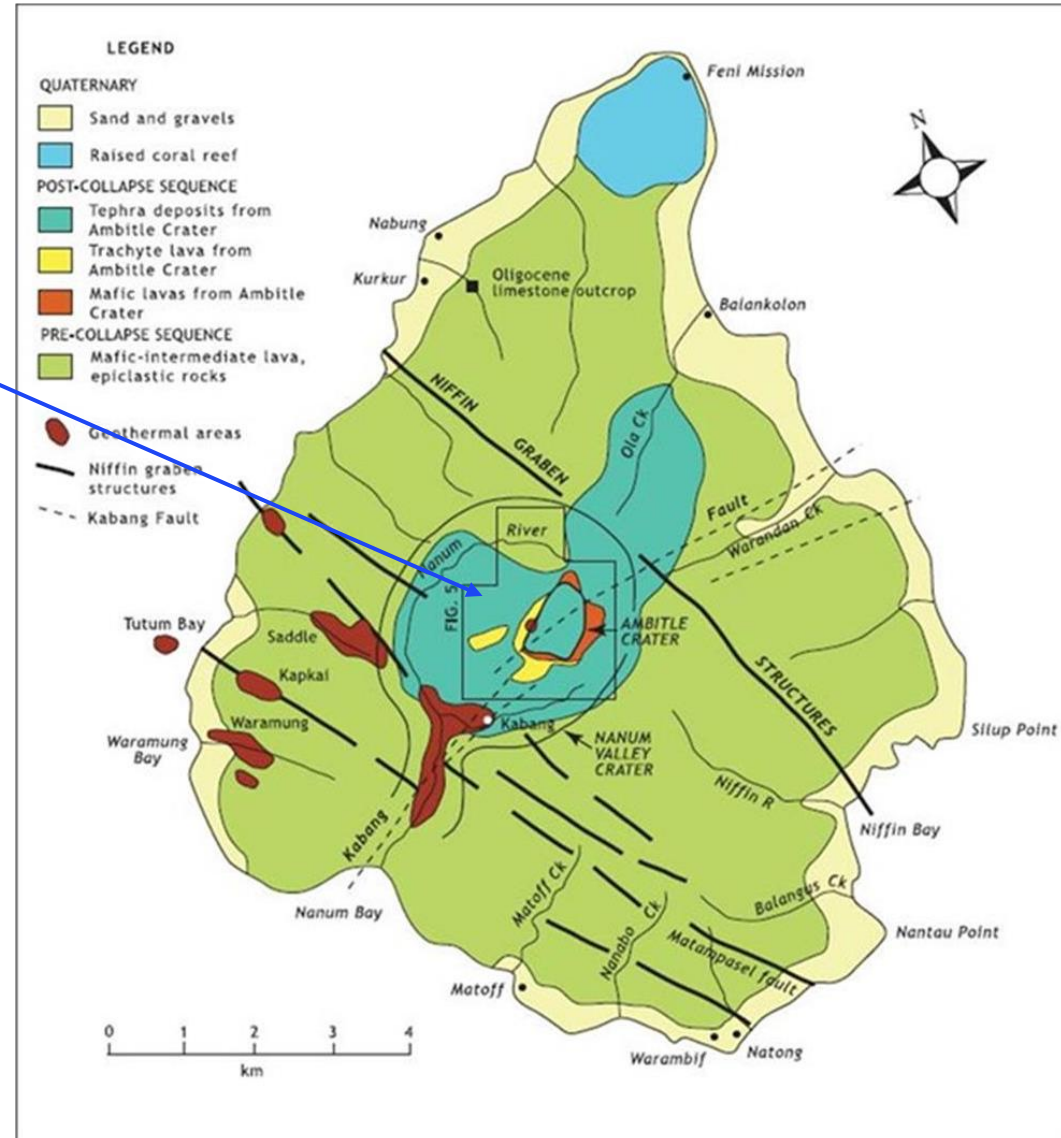 LEGEND
QUATERNARY
Sand and gravels
Raised coral reef
POST-COLLAPSE SEQUENCE
Tephra deposits from
Ambitle Crater
Trachyte lava from
Ambitle Crater
Mafic lavas from Ambitle
Crater
PRE-COLLAPSE SEQUENCE
Mafic-intermediate lava,
epiclastic rocks
Geothermal areas
Niffin graben
structures
Kabang Fault
N
Feni Mission
Nabung
Kurkur
Oligocene
limestone outcrop
Balankolon
NIFFIN
GRABEN
Ola Ck
Fault
Warandan Ck
River
Nanum
FIG. 5
AMBITLE
CRATER
Tutum Bay
Saddle
Kapkai
Waramung
Waramung
Bay
Kabang
NANUM
VALLEY
CRATER
STRUCTURES
Silup Point
Niffin R
Niffin Bay
Kabang
Nanum Bay
Matoff Ck
Nanabo Ck
Balangus Ck
Matampasel fault
Nantau Point
Matoff
Warambif
Natong
0 1 2 3 4
km